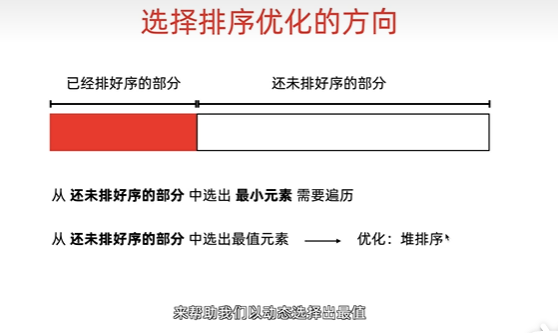 选择排序优化的方向
已经排好序的部分 还未排好序的部分
从 还未排好序的部分 中选出 最小元素 需要遍历
从 还未排好序的部分 中选出最值元素 → 优化：堆排序
来帮助我们以动态选择出最值